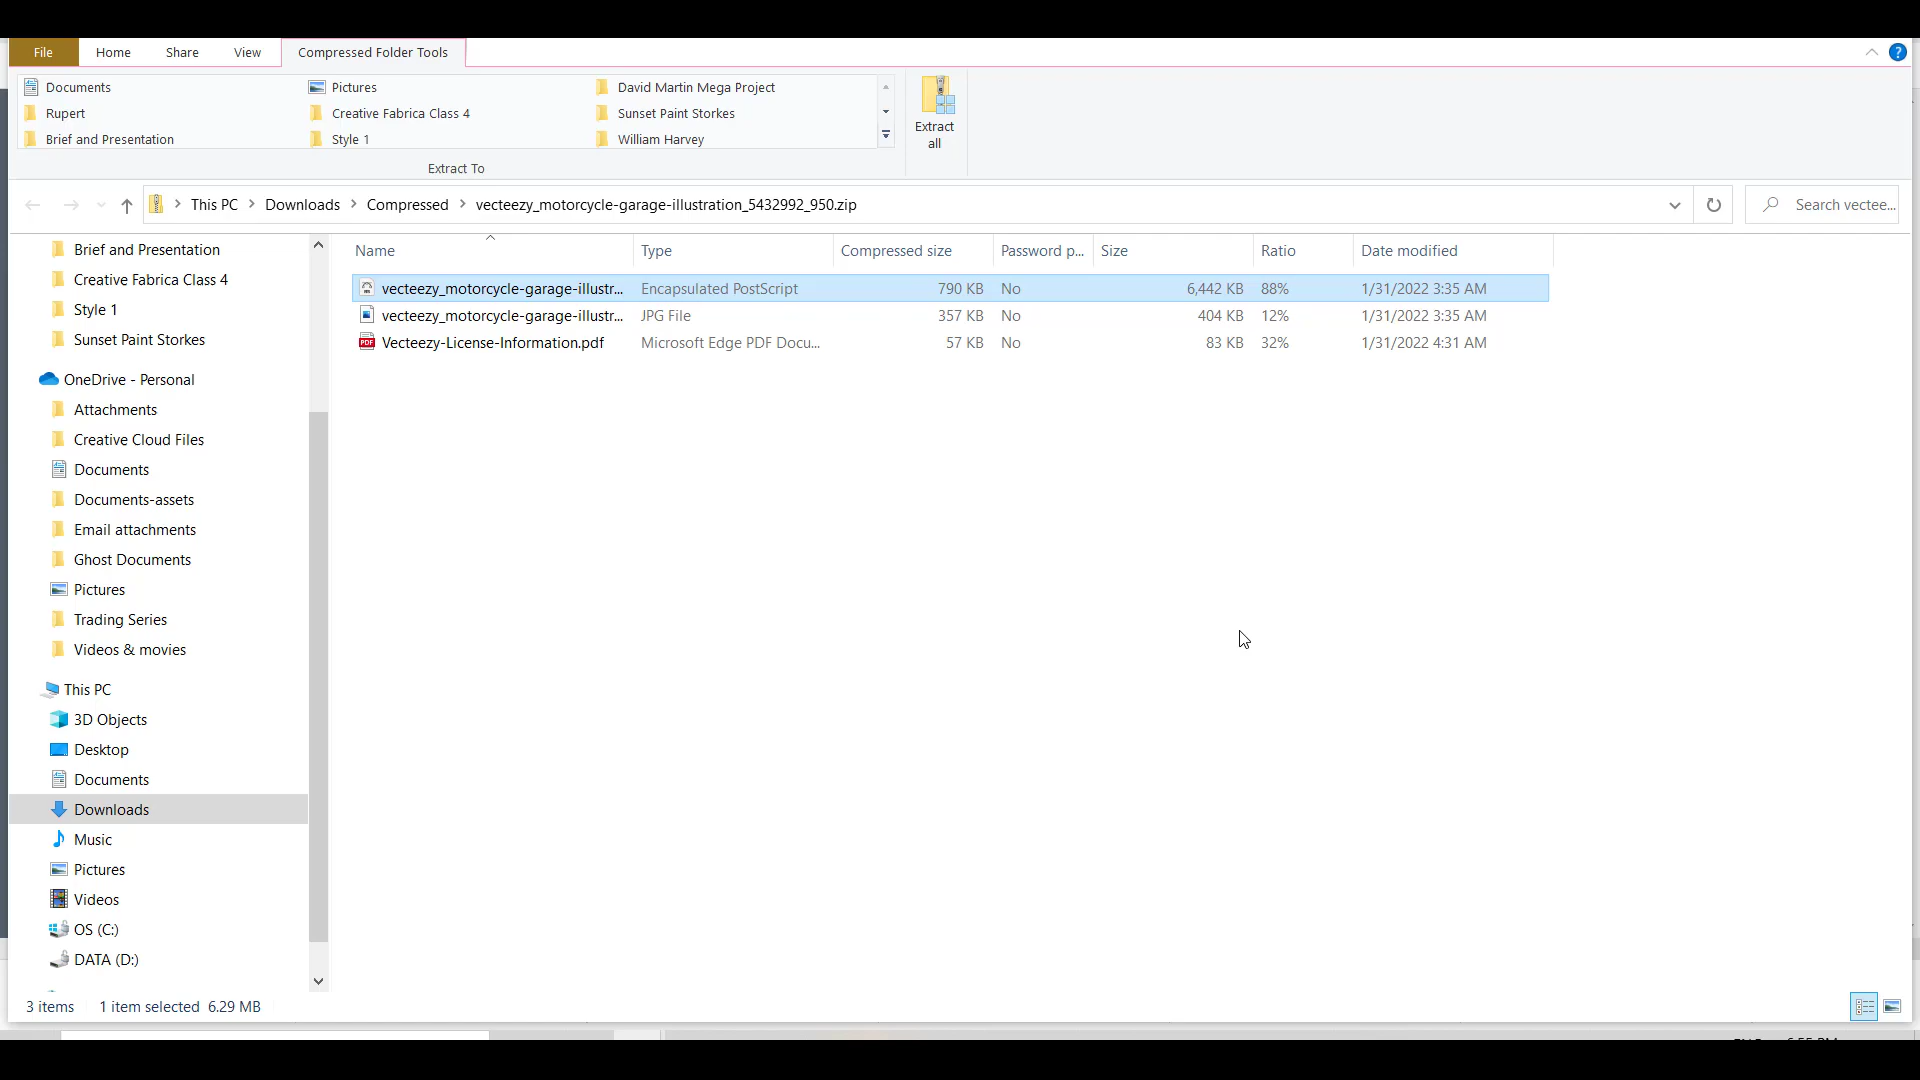 File Home Share View Compressed Folder Tools
?
Documents Pictures David Martin Mega Project
Rupert Creative Fabrica Class 4 Sunset Paint Storkes
Brief and Presentation Style 1 William Harvey
Extract all
Extract To
This PC Downloads Compressed vecteezy_motorcycle-garage-illustration_5432992_950.zip Search vectee...
Name Type Compressed size Password p... Size Ratio Date modified
vecteezy_motorcycle-garage-illustr... Encapsulated PostScript 790 KB No 6,442 KB 88% 1/31/2022 3:35 AM
vecteezy_motorcycle-garage-illustr... JPG File 357 KB No 404 KB 12% 1/31/2022 3:35 AM
PDF Vecteezy-License-Information.pdf Microsoft Edge PDF Docu... 57 KB No 83 KB 32% 1/31/2022 4:31 AM
Brief and Presentation
Creative Fabrica Class 4
Style 1
Sunset Paint Storkes
OneDrive - Personal
Attachments
Creative Cloud Files
Documents
Documents-assets
Email attachments
Ghost Documents
Pictures
Trading Series
Videos & movies
This PC
3D Objects
Desktop
Documents
Downloads
Music
Pictures
Videos
OS (C:)
DATA (D:)
3 items 1 item selected 6.29 MB